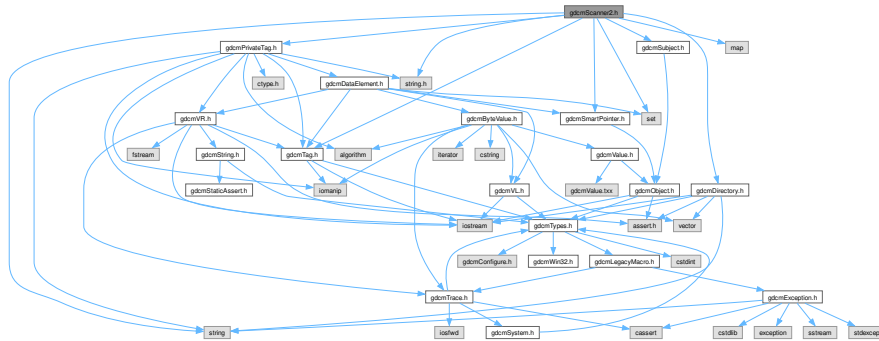 gdcmScanner2.h
gdcmPrivateTag.h
gdcmSubject.h
map
ctype.h
gdcmDataElement.h
string.h
gdcmVR.h
gdcmByteValue.h
gdcmSmartPointer.h
set
fstream
gdcmString.h
gdcmTag.h
algorithm
iterator
cstring
gdcmValue.h
gdcmStaticAssert.h
iomanip
gdcmVL.h
gdcmValue.txx
gdcmObject.h
gdcmDirectory.h
iostream
gdcmTypes.h
assert.h
vector
gdcmConfigure.h
gdcmWin32.h
gdcmLegacyMacro.h
cstdint
gdcmTrace.h
gdcmException.h
string
iosfwd
gdcmSystem.h
cassert
cstdlib
exception
sstream
stdexcept